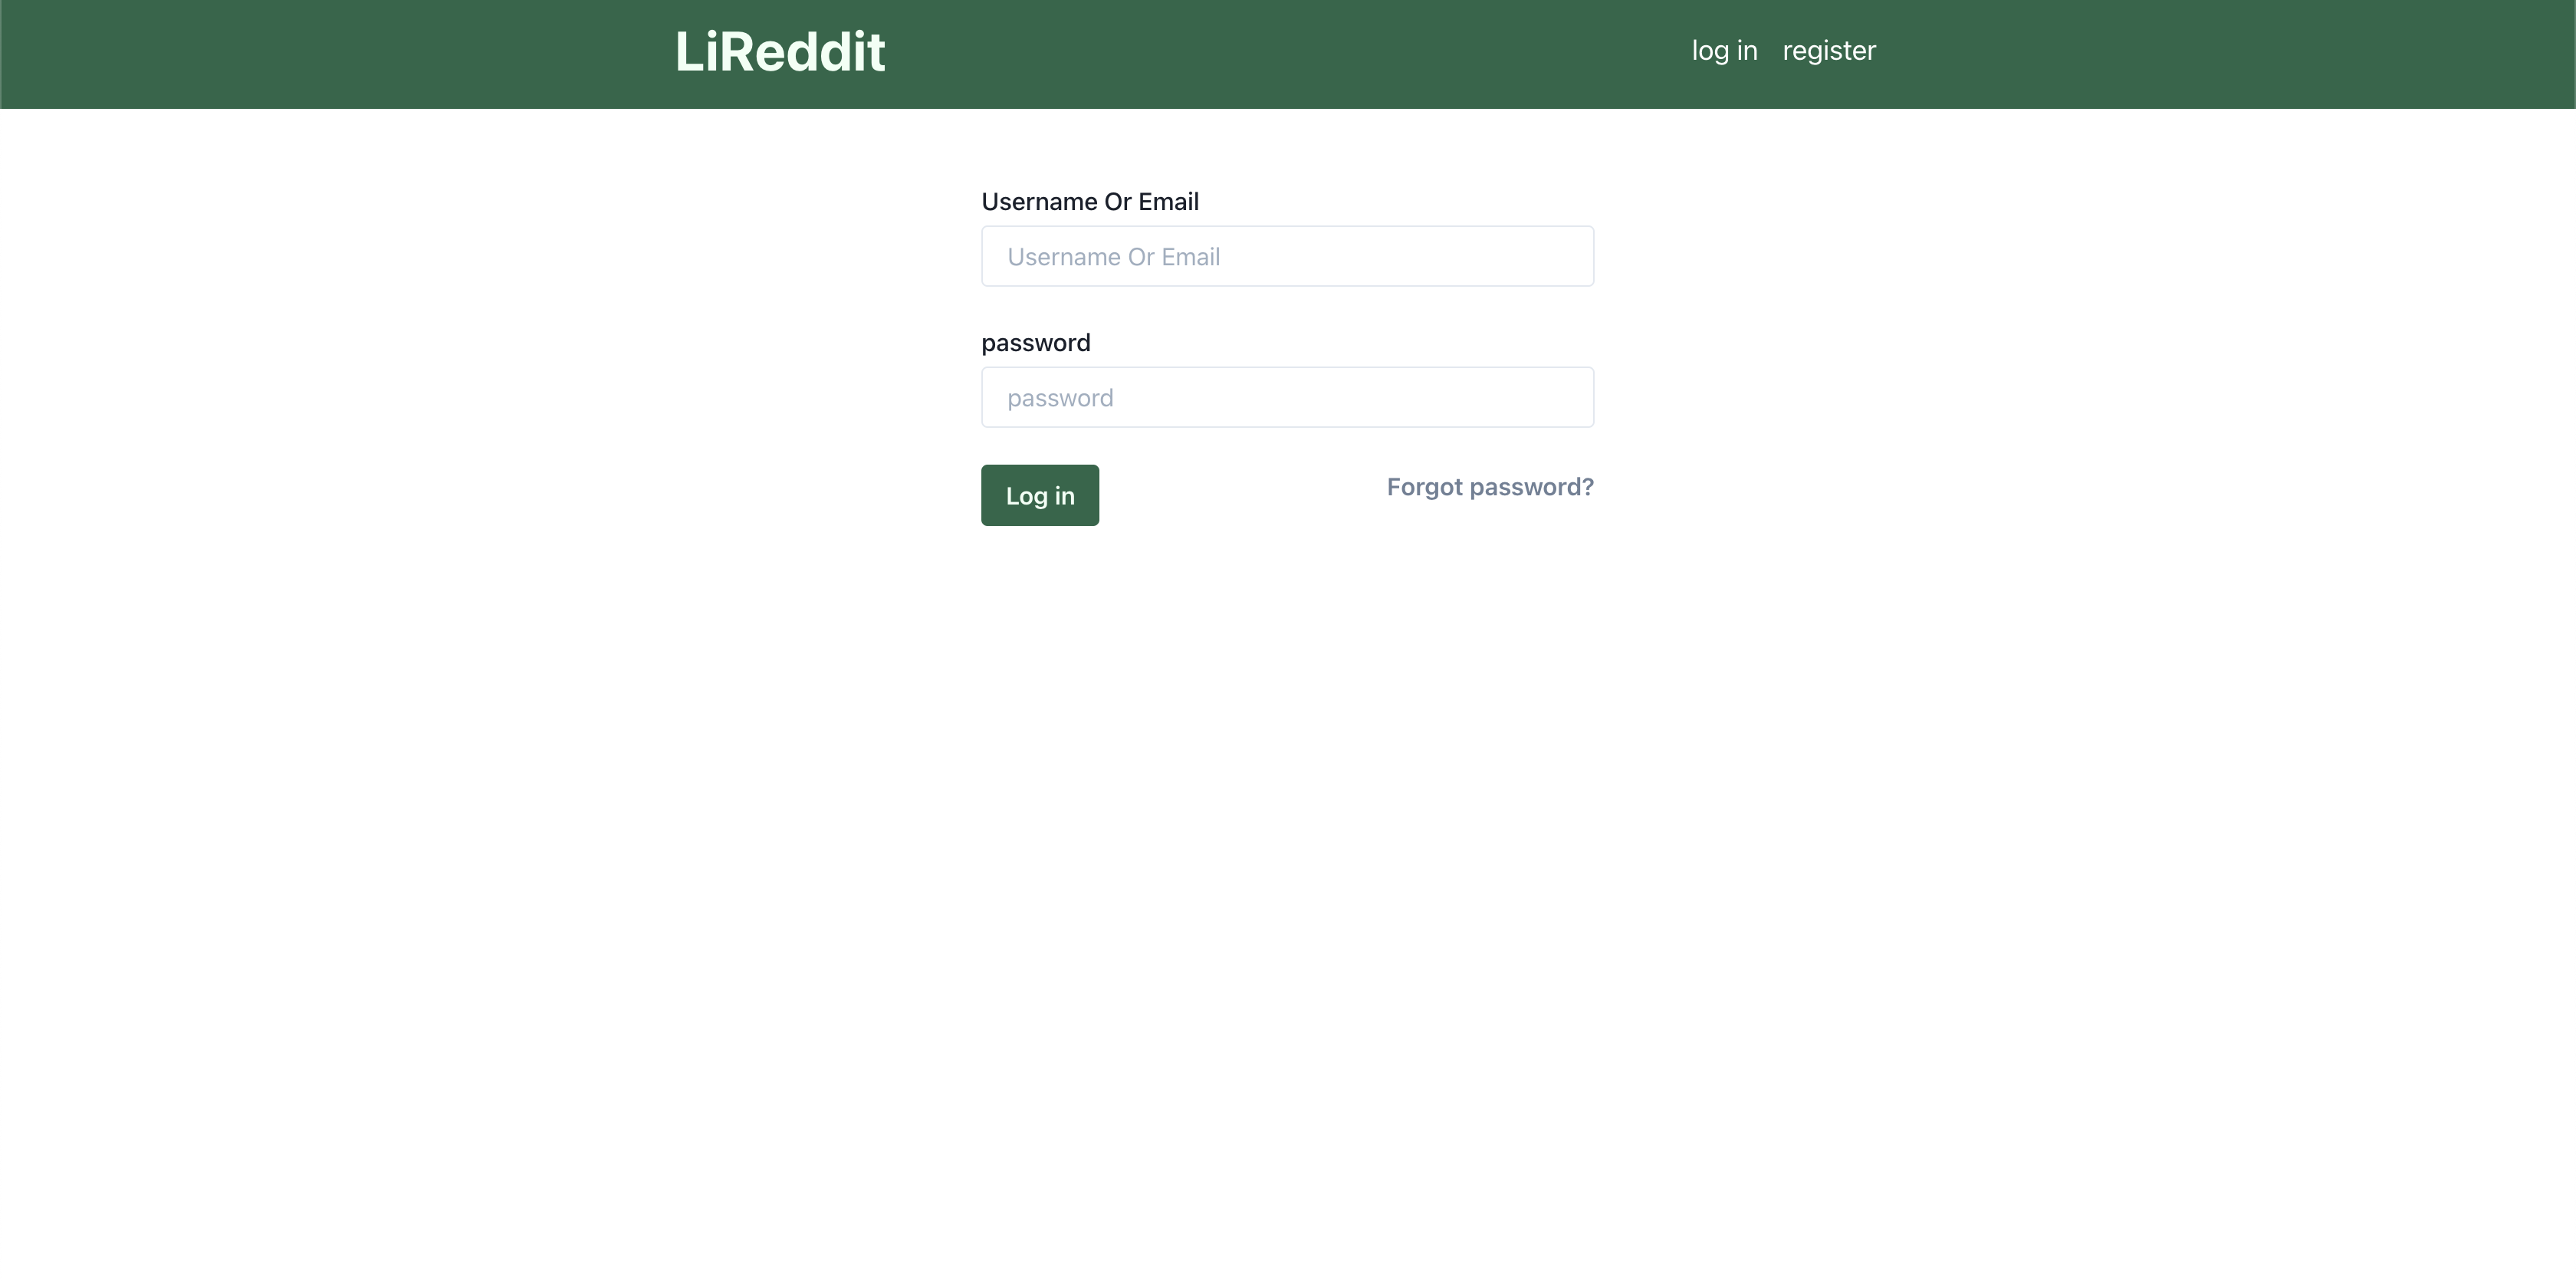 LiReddit
log in register
Username Or Email
Username Or Email
password
password
Log in
Forgot password?